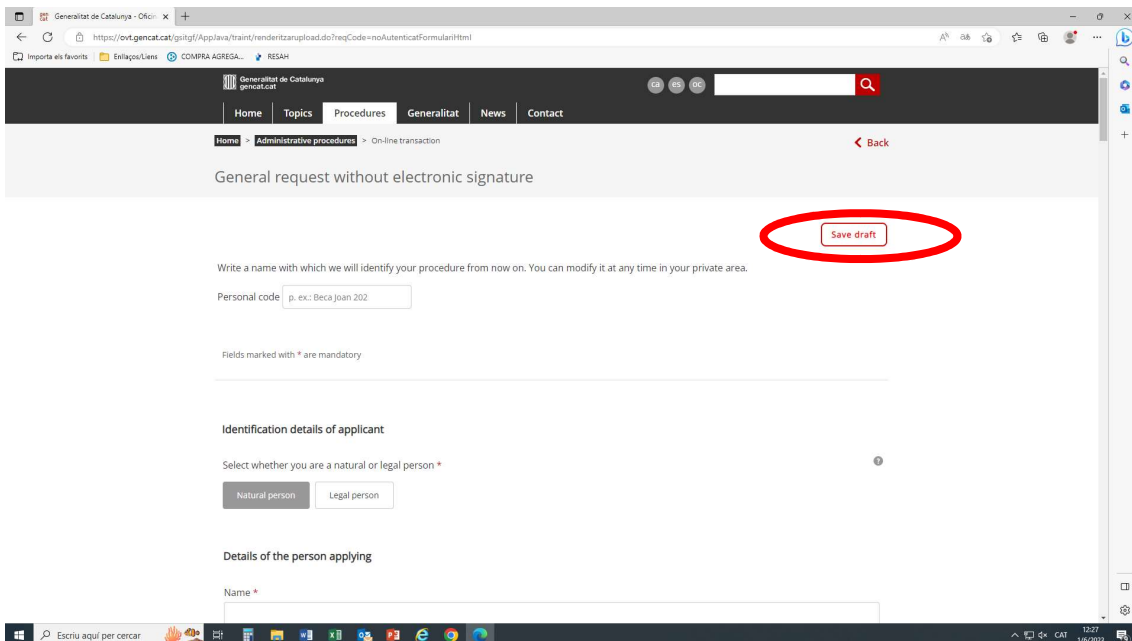 Generalitat de Catalunya - Oficin
https://ovt.gencat.cat/gsitgf/AppJava/traint/renderitzarupload.do?reqCode=noAutenticatFormulariHtml
Importa els favorits Enllaços/Liens COMPRA AGREGA... RESAH
Generalitat de Catalunya
gencat.cat
ca es oc
Home Topics Procedures Generalitat News Contact
Home > Administrative procedures > On-line transaction
Back
General request without electronic signature
Save draft
Write a name with which we will identify your procedure from now on. You can modify it at any time in your private area.
Personal code p. ex.: Beca Joan 202
Fields marked with * are mandatory
Identification details of applicant
Select whether you are a natural or legal person *
Natural person Legal person
Details of the person applying
Name *
Escriu aquí per cercar
CAT 12:27